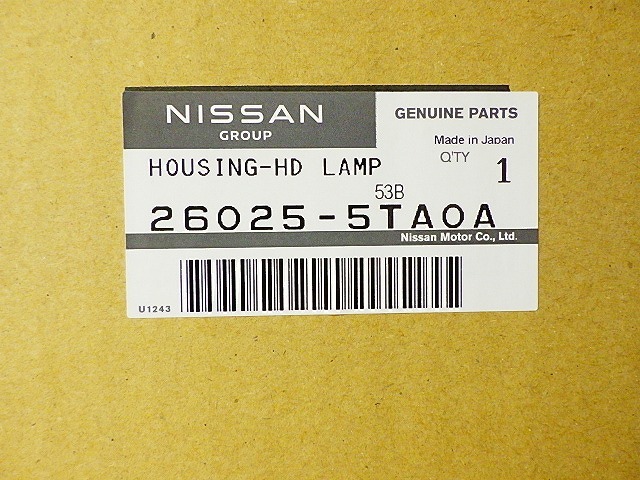 NISSAN
GROUP
GENUINE PARTS
Made in Japan
HOUSING-HD LAMP
Q'TY
1
53B
26025-5TA0A
Nissan Motor Co., Ltd.
U1243